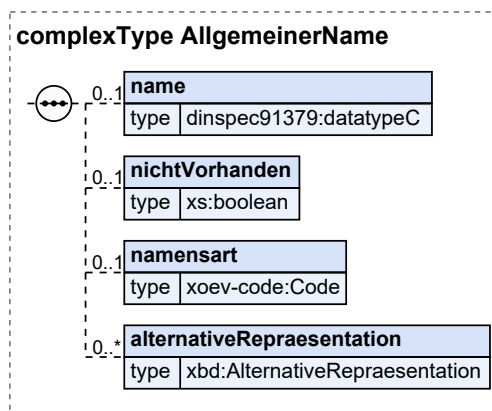 complexType AllgemeinerName
0..1
name
type dinspec91379:datatypeC
0..1
nichtVorhanden
type xs:boolean
0..1
namensart
type xoev-code:Code
0..*
alternativeRepraesentation
type xbd:AlternativeRepraesentation